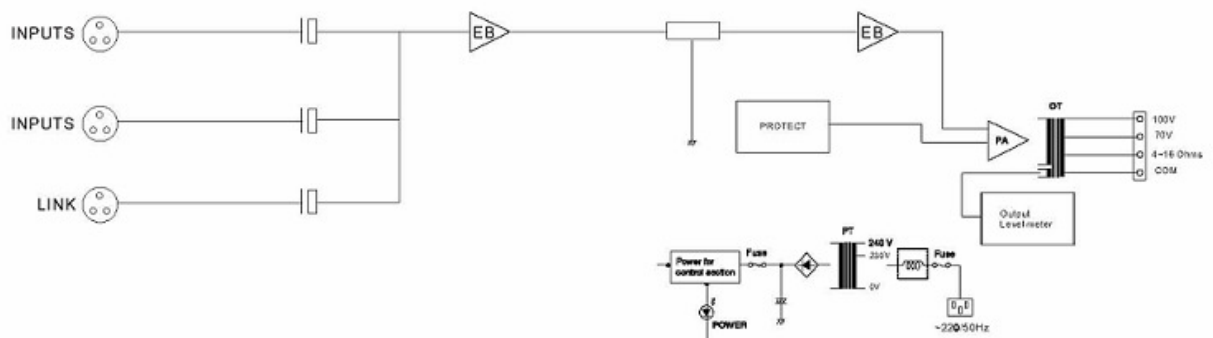 INPUTS
EB
EB
INPUTS
PROTECT
PA
OT
100V
70V
4~16 Ohms
COM
LINK
Output
Level meter
PT
Power for
control section
Fuse
240 V
220V
0V
Fuse
POWER
~220/50Hz